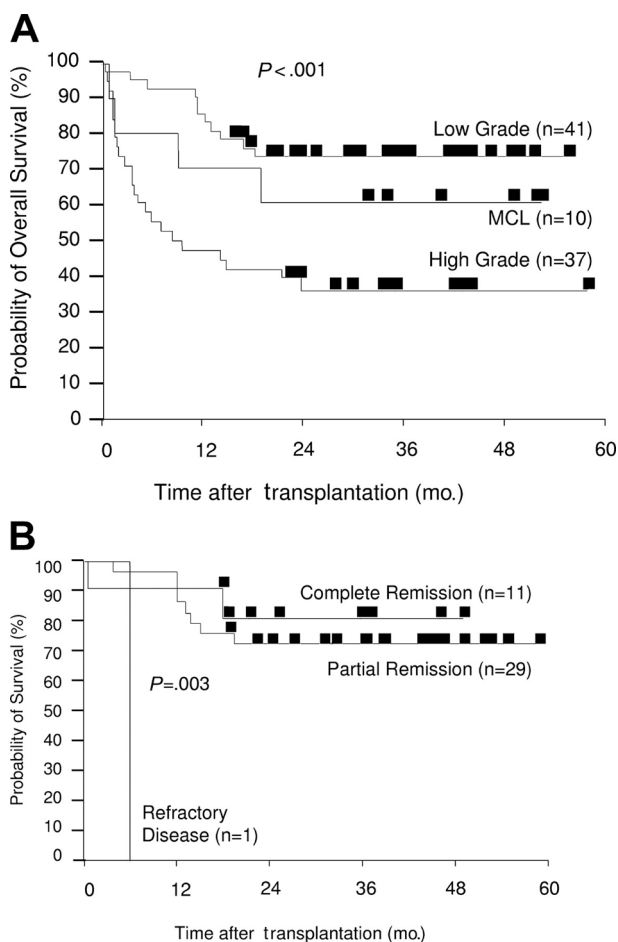 A
P<.001
Probability of Overall Survival (%)
100
90
80
70
60
50
40
30
20
10
0
Low Grade (n=41)
MCL (n=10)
High Grade (n=37)
0 12 24 36 48 60
Time after transplantation (mo.)
B
Probability of Survival (%)
100
90
80
70
60
50
40
30
20
10
0
Complete Remission (n=11)
Partial Remission (n=29)
P=.003
Refractory
Disease (n=1)
0 12 24 36 48 60
Time after transplantation (mo.)